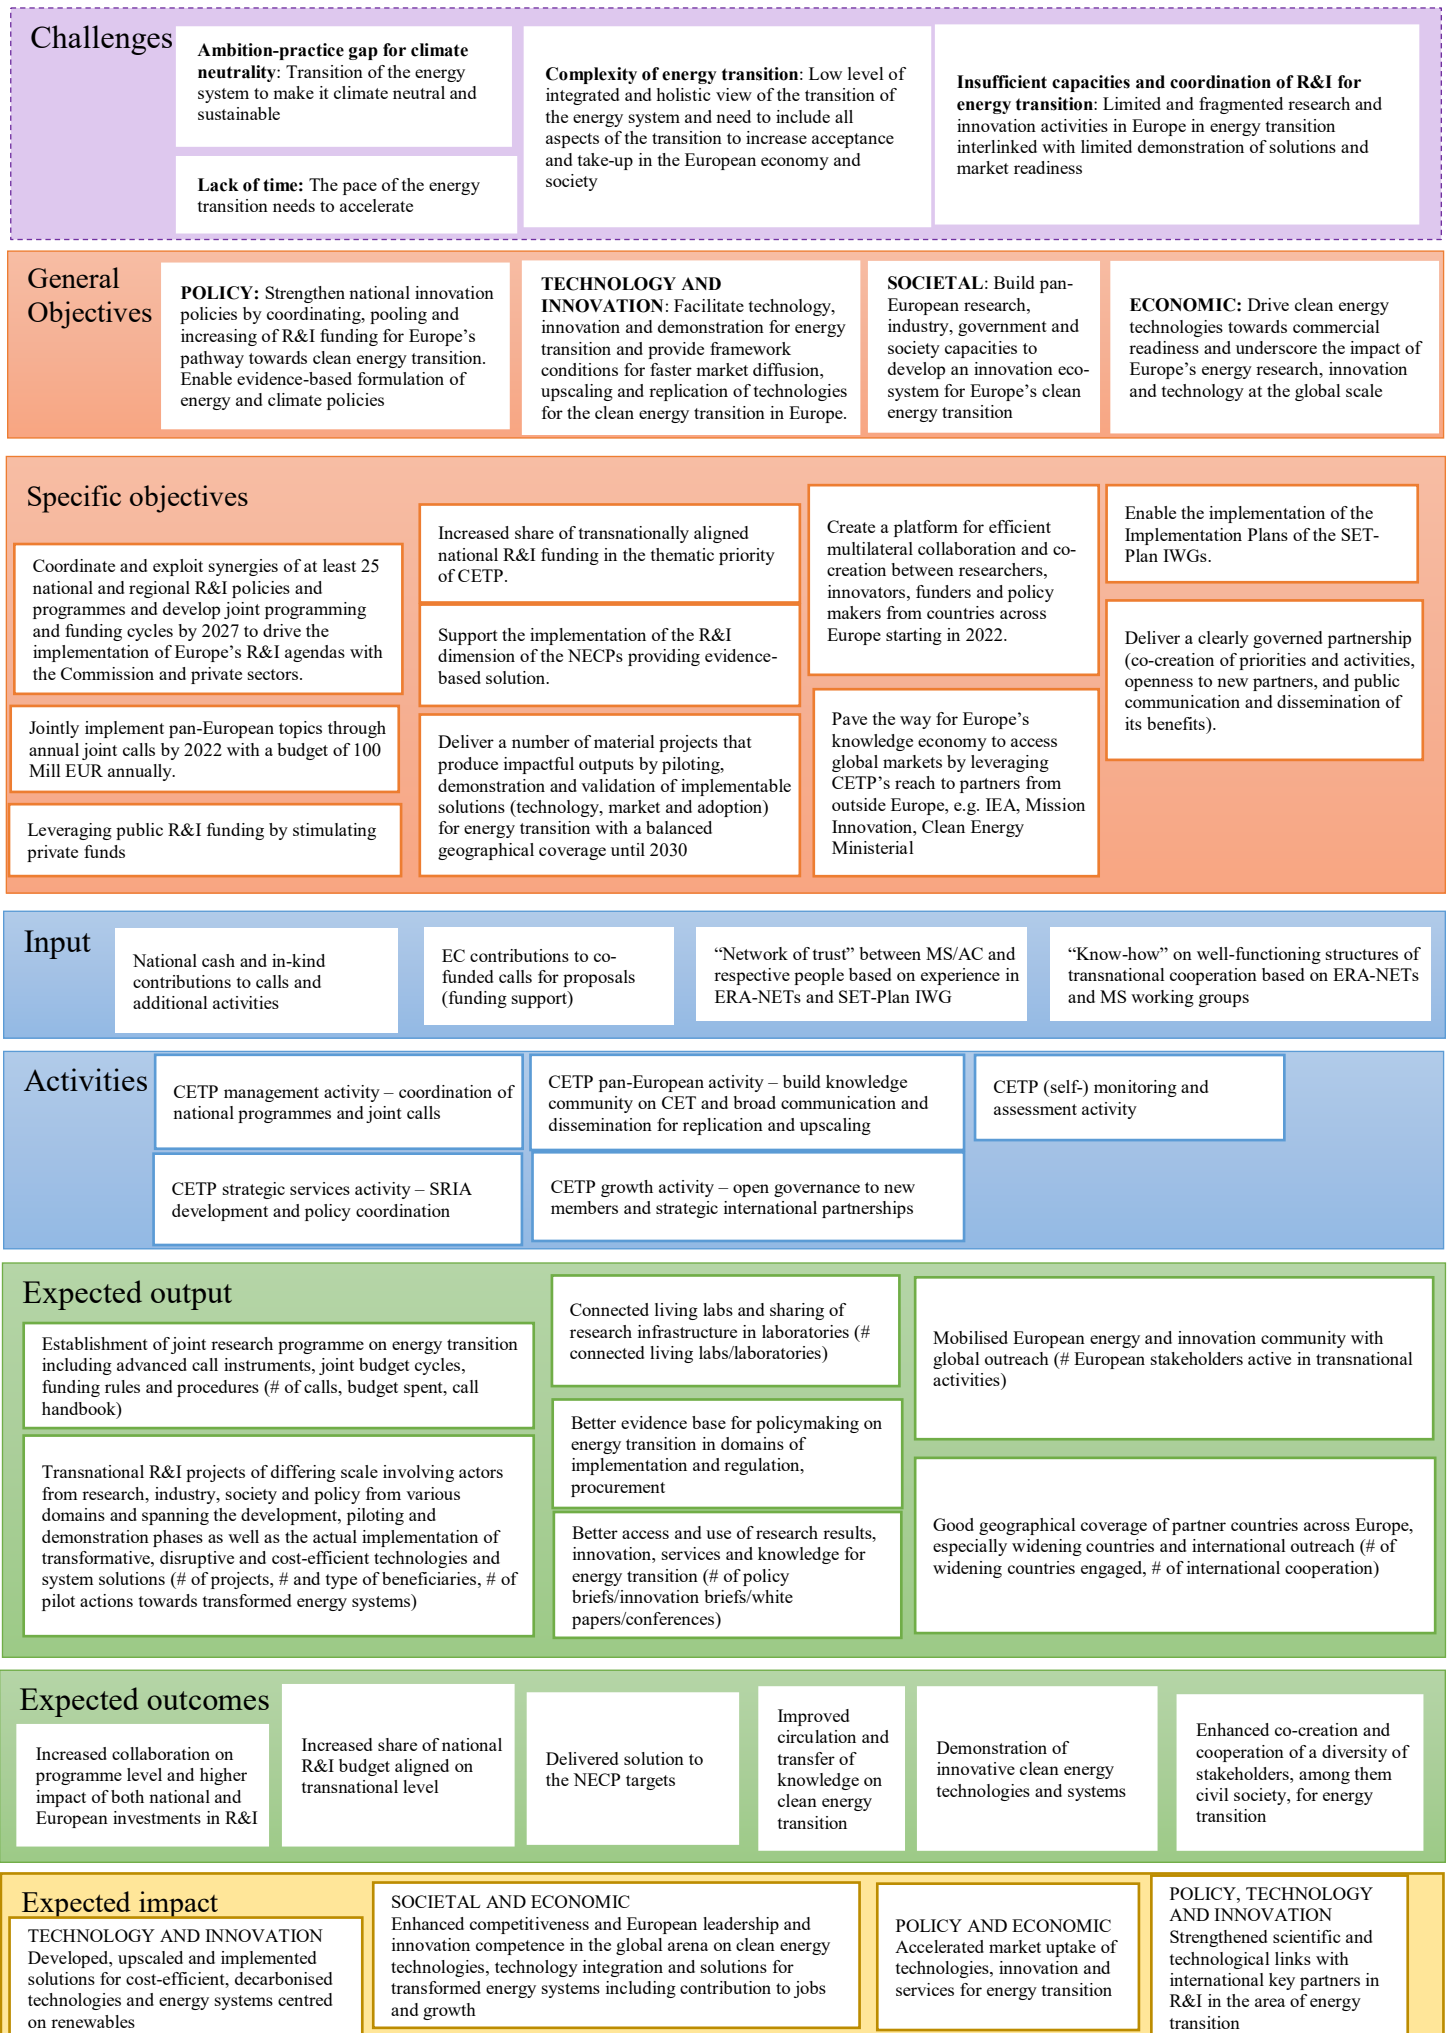 Challenges
Ambition-practice gap for climate
neutrality: Transition of the energy
system to make it climate neutral and
sustainable
Lack of time: The pace of the energy
transition needs to accelerate
Complexity of energy transition: Low level of
integrated and holistic view of the transition of
the energy system and need to include all
aspects of the transition to increase acceptance
and take-up in the European economy and
society
Insufficient capacities and coordination of R&I for
energy transition: Limited and fragmented research and
innovation activities in Europe in energy transition
interlinked with limited demonstration of solutions and
market readiness
General
Objectives
POLICY: Strengthen national innovation
policies by coordinating, pooling and
increasing of R&I funding for Europe’s
pathway towards clean energy transition.
Enable evidence-based formulation of
energy and climate policies
TECHNOLOGY AND
INNOVATION: Facilitate technology,
innovation and demonstration for energy
transition and provide framework
conditions for faster market diffusion,
upscaling and replication of technologies
for the clean energy transition in Europe.
SOCIETAL: Build pan-
European research,
industry, government and
society capacities to
develop an innovation eco-
system for Europe’s clean
energy transition
ECONOMIC: Drive clean energy
technologies towards commercial
readiness and underscore the impact of
Europe’s energy research, innovation
and technology at the global scale
Specific objectives
Coordinate and exploit synergies of at least 25
national and regional R&I policies and
programmes and develop joint programming
and funding cycles by 2027 to drive the
implementation of Europe’s R&I agendas with
the Commission and private sectors.
Jointly implement pan-European topics through
annual joint calls by 2022 with a budget of 100
Mill EUR annually.
Leveraging public R&I funding by stimulating
private funds
Increased share of transnationally aligned
national R&I funding in the thematic priority
of CETP.
Support the implementation of the R&I
dimension of the NECPs providing evidence-
based solution.
Deliver a number of material projects that
produce impactful outputs by piloting,
demonstration and validation of implementable
solutions (technology, market and adoption)
for energy transition with a balanced
geographical coverage until 2030
Create a platform for efficient
multilateral collaboration and co-
creation between researchers,
innovators, funders and policy
makers from countries across
Europe starting in 2022.
Pave the way for Europe’s
knowledge economy to access
global markets by leveraging
CETP’s reach to partners from
outside Europe, e.g. IEA, Mission
Innovation, Clean Energy
Ministerial
Enable the implementation of the
Implementation Plans of the SET-
Plan IWGs.
Deliver a clearly governed partnership
(co-creation of priorities and activities,
openness to new partners, and public
communication and dissemination of
its benefits).
Input
National cash and in-kind
contributions to calls and
additional activities
EC contributions to co-
funded calls for proposals
(funding support)
“Network of trust” between MS/AC and
respective people based on experience in
ERA-NETs and SET-Plan IWG
“Know-how” on well-functioning structures of
transnational cooperation based on ERA-NETs
and MS working groups
Activities
CETP management activity – coordination of
national programmes and joint calls
CETP strategic services activity – SRIA
development and policy coordination
CETP pan-European activity – build knowledge
community on CET and broad communication and
dissemination for replication and upscaling
CETP growth activity – open governance to new
members and strategic international partnerships
CETP (self-) monitoring and
assessment activity
Expected output
Establishment of joint research programme on energy transition
including advanced call instruments, joint budget cycles,
funding rules and procedures (# of calls, budget spent, call
handbook)
Transnational R&I projects of differing scale involving actors
from research, industry, society and policy from various
domains and spanning the development, piloting and
demonstration phases as well as the actual implementation of
transformative, disruptive and cost-efficient technologies and
system solutions (# of projects, # and type of beneficiaries, # of
pilot actions towards transformed energy systems)
Connected living labs and sharing of
research infrastructure in laboratories (#
connected living labs/laboratories)
Better evidence base for policymaking on
energy transition in domains of
implementation and regulation,
procurement
Better access and use of research results,
innovation, services and knowledge for
energy transition (# of policy
briefs/innovation briefs/white
papers/conferences)
Mobilised European energy and innovation community with
global outreach (# European stakeholders active in transnational
activities)
Good geographical coverage of partner countries across Europe,
especially widening countries and international outreach (# of
widening countries engaged, # of international cooperation)
Expected outcomes
Increased collaboration on
programme level and higher
impact of both national and
European investments in R&I
Increased share of national
R&I budget aligned on
transnational level
Delivered solution to
the NECP targets
Improved
circulation and
transfer of
knowledge on
clean energy
transition
Demonstration of
innovative clean energy
technologies and systems
Enhanced co-creation and
cooperation of a diversity of
stakeholders, among them
civil society, for energy
transition
Expected impact
TECHNOLOGY AND INNOVATION
Developed, upscaled and implemented
solutions for cost-efficient, decarbonised
technologies and energy systems centred
on renewables
SOCIETAL AND ECONOMIC
Enhanced competitiveness and European leadership and
innovation competence in the global arena on clean energy
technologies, technology integration and solutions for
transformed energy systems including contribution to jobs
and growth
POLICY AND ECONOMIC
Accelerated market uptake of
technologies, innovation and
services for energy transition
POLICY, TECHNOLOGY
AND INNOVATION
Strengthened scientific and
technological links with
international key partners in
R&I in the area of energy
transition